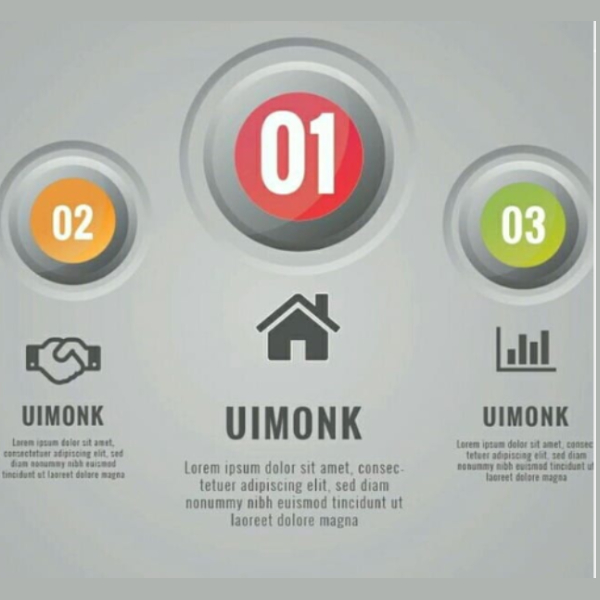 01
02
03
UIMONK
Lorem ipsum dolor sit amet,
consectetuer adipiscing elit, sed
diam nonummy nibh euismod
tincidunt ut laoreet dolore magna
UIMONK
Lorem ipsum dolor sit amet, consec-
tetuer adipiscing elit, sed diam
nonummy nibh euismod tincidunt ut
laoreet dolore magna
UIMONK
Lorem ipsum dolor sit amet, consec
tetuer adipiscing elit, sed diam
nonummy nibh euismod tincidunt ut
laoreet dolore magna